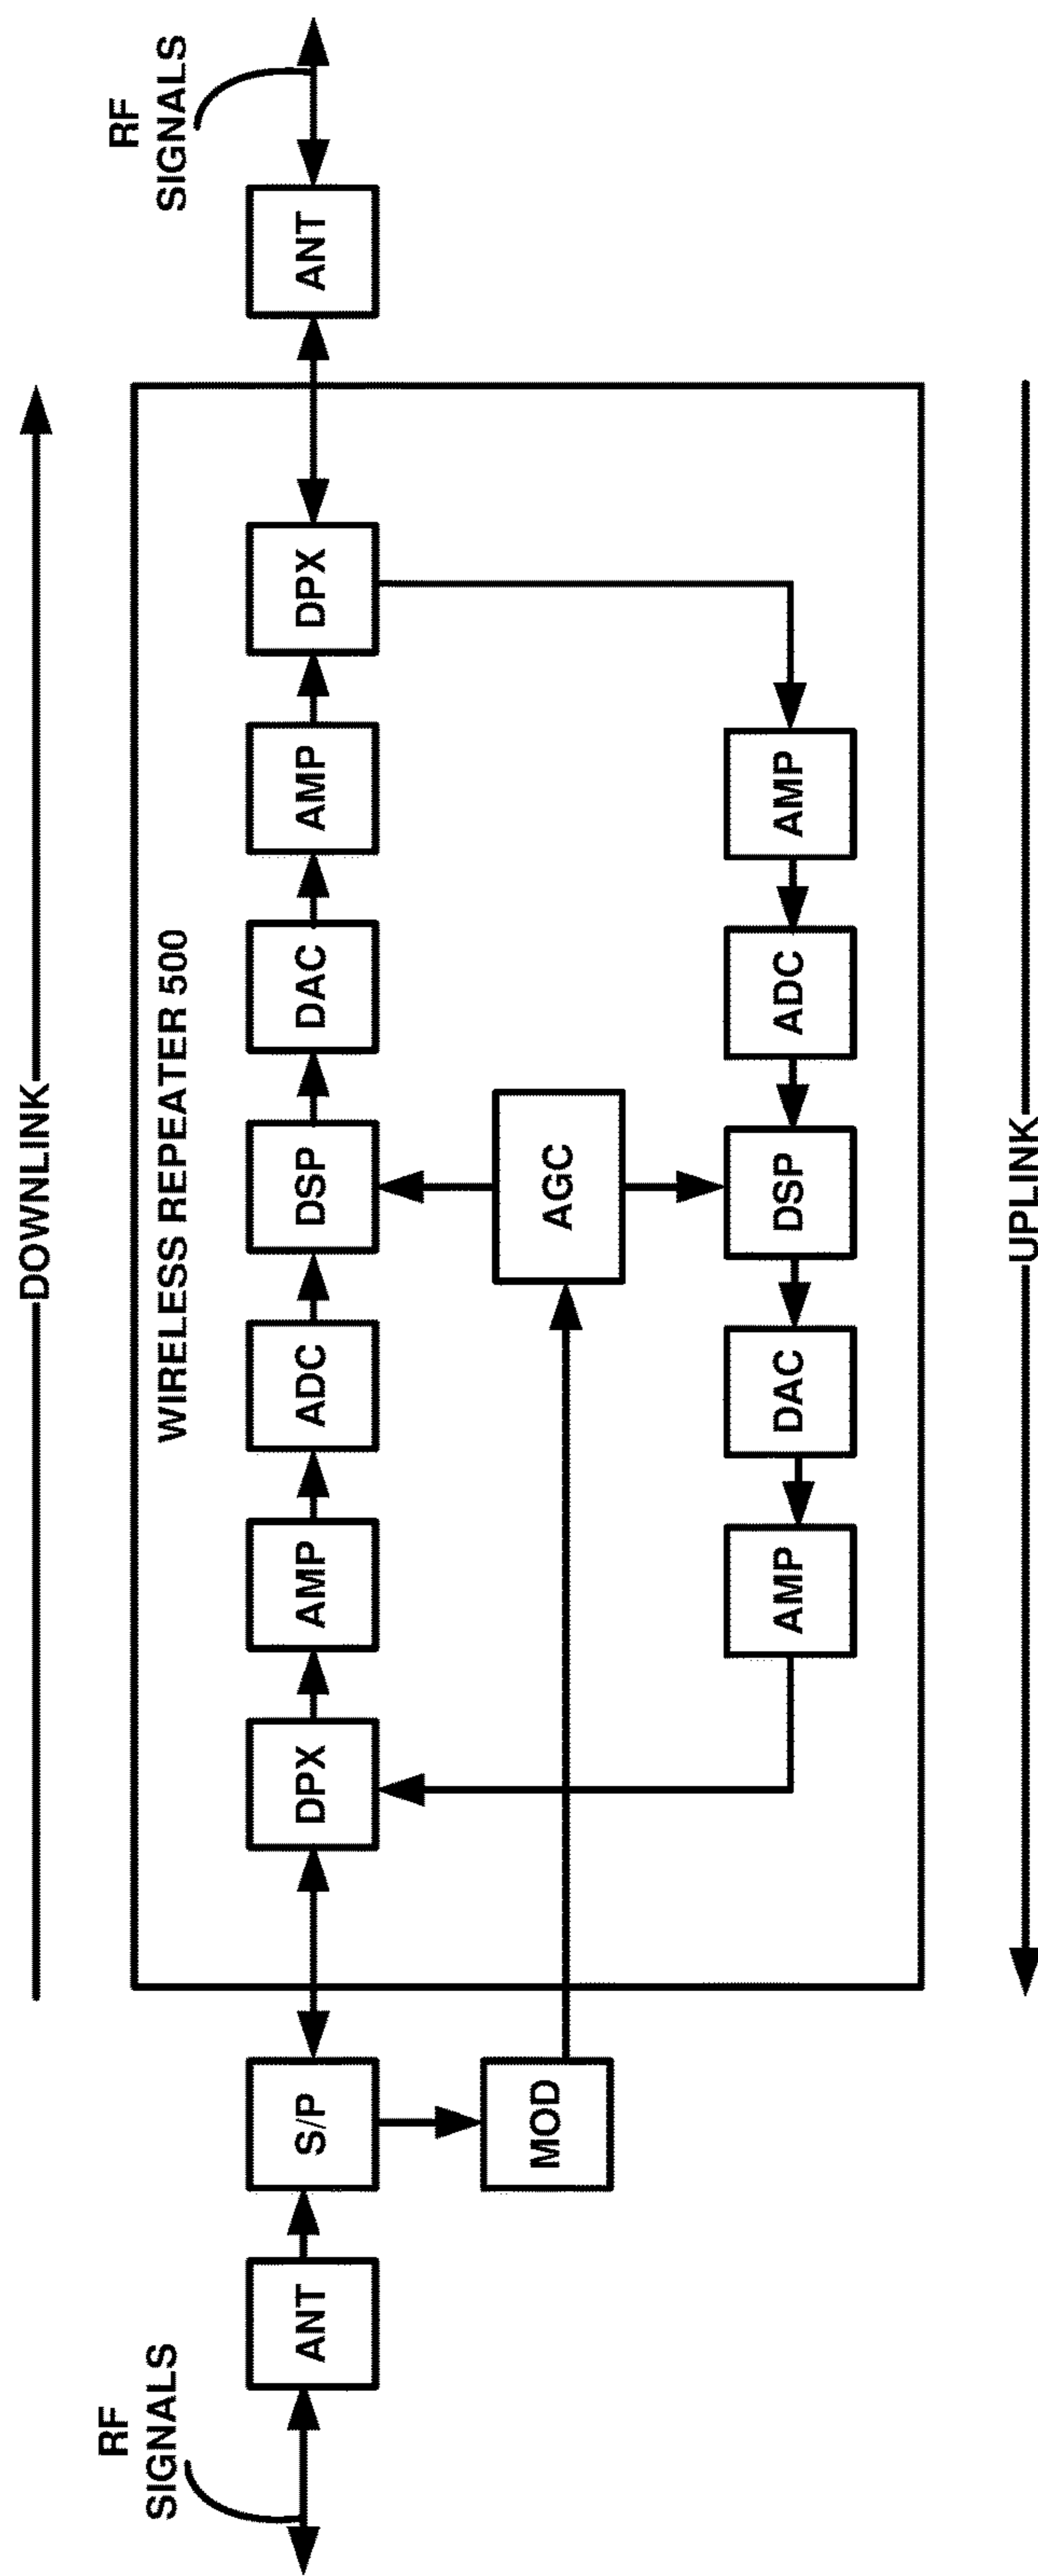 DOWNLINK
WIRELESS REPEATER 500
RF
SIGNALS
ANT
S/P
DPX
AMP
ADC
DSP
DAC
AMP
DPX
ANT
RF
SIGNALS
MOD
AGC
AMP
DAC
DSP
ADC
AMP
UPLINK